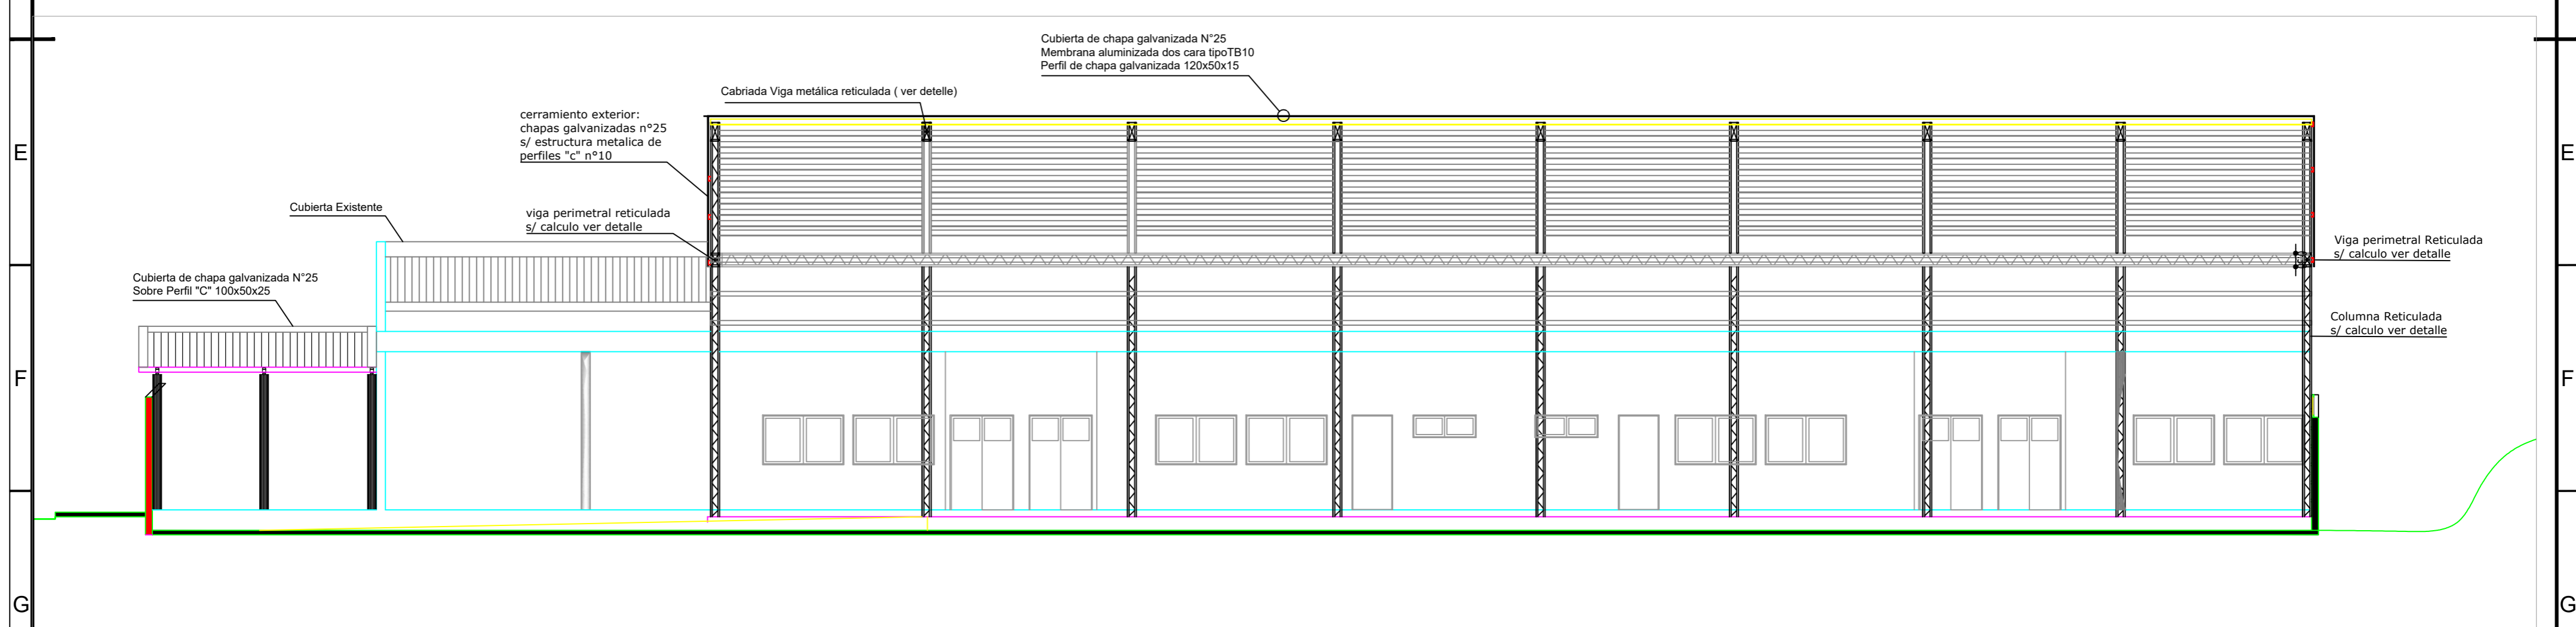 Cubierta de chapa galvanizada N°25
Membrana aluminizada dos cara tipoTB10
Perfil de chapa galvanizada 120x50x15
Cabriada Viga metálica reticulada ( ver detelle)
cerramiento exterior:
chapas galvanizadas n°25
s/ estructura metalica de
perfiles "c" n°10
E
E
Cubierta Existente
viga perimetral reticulada
s/ calculo ver detalle
Viga perimetral Reticulada
s/ calculo ver detalle
Cubierta de chapa galvanizada N°25
Sobre Perfil "C" 100x50x25
Columna Reticulada
s/ calculo ver detalle
F
F
G
G